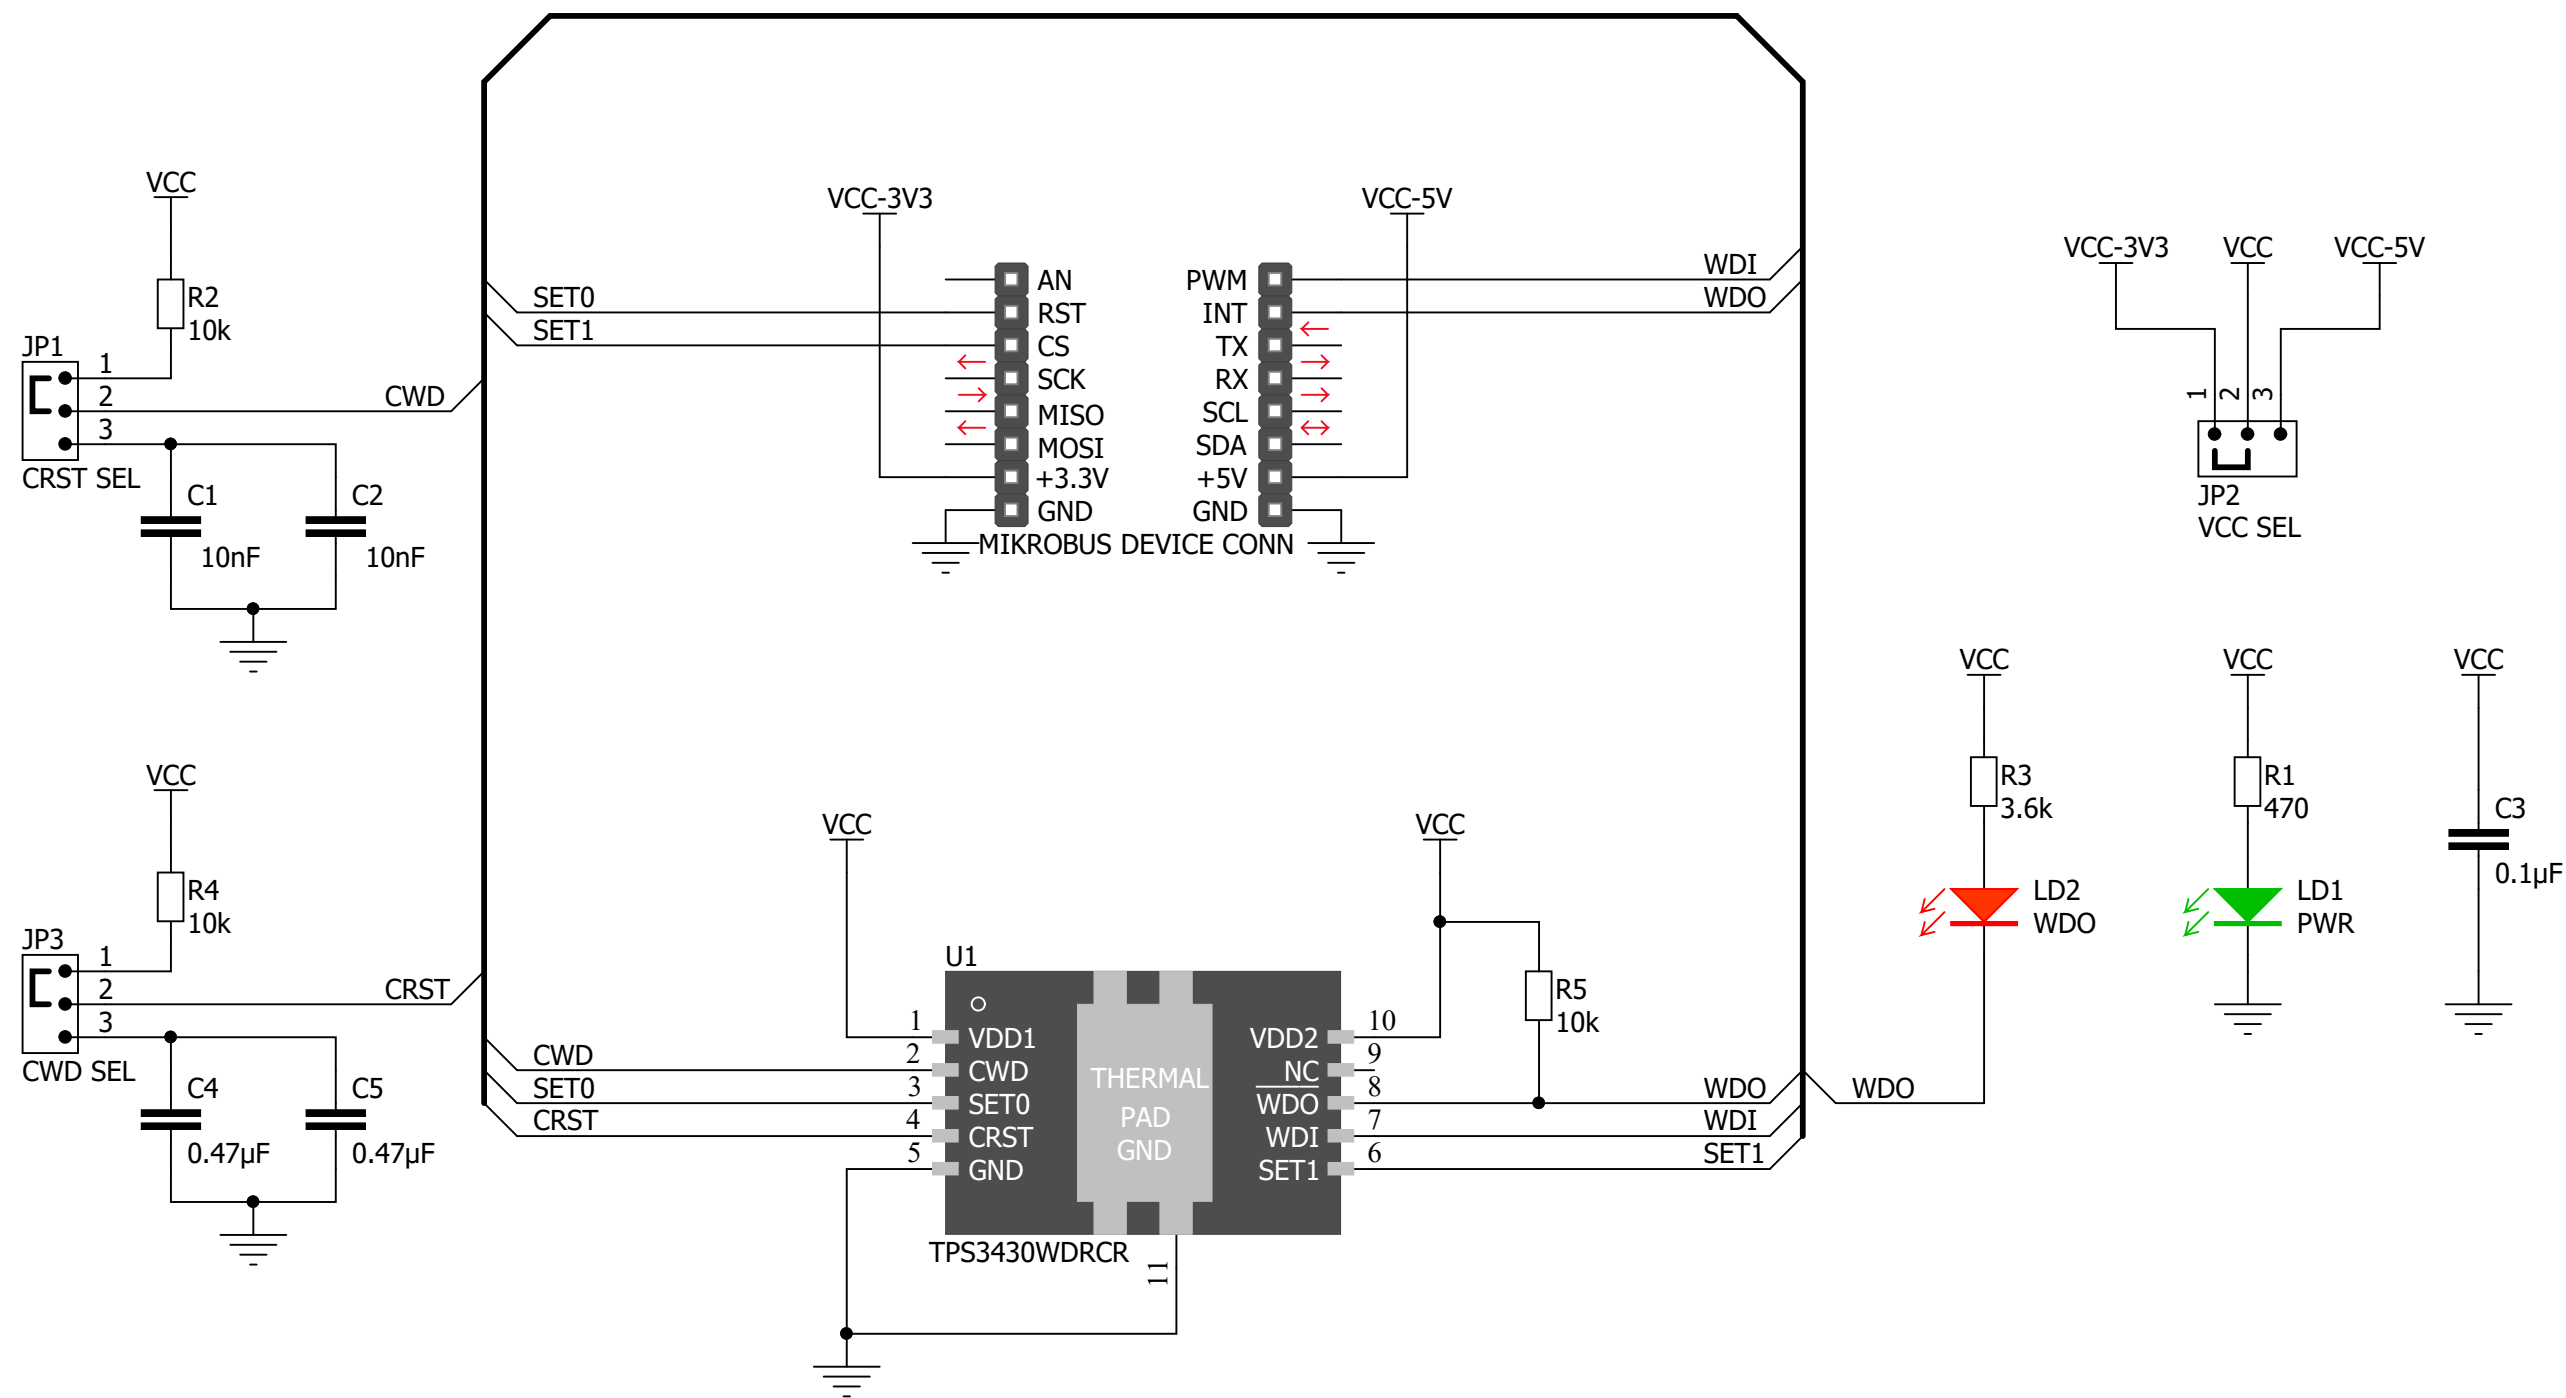 VCC
R2
10k
JP1
1
2
3
CWD
CRST SEL
C1
10nF
C2
10nF
VCC
R4
10k
JP3
1
2
3
CRST
CWD SEL
C4
0.47µF
C5
0.47µF
VCC-3V3
VCC-5V
SET0
SET1
AN
RST
CS
SCK
MISO
MOSI
+3.3V
GND
PWM
INT
TX
RX
SCL
SDA
+5V
GND
WDI
WDO
MIKROBUS DEVICE CONN
VCC
VCC
U1
1
2
3
4
5
CWD
SET0
CRST
VDD1
CWD
SET0
CRST
GND
THERMAL
PAD
GND
VDD2
NC
WDO
WDI
SET1
10
9
8
7
6
R5
10k
WDO
WDI
SET1
WDO
TPS3430WDRCR
11
VCC-3V3
VCC
VCC-5V
1
2
3
JP2
VCC SEL
VCC
R3
3.6k
LD2
WDO
VCC
R1
470
LD1
PWR
VCC
C3
0.1µF